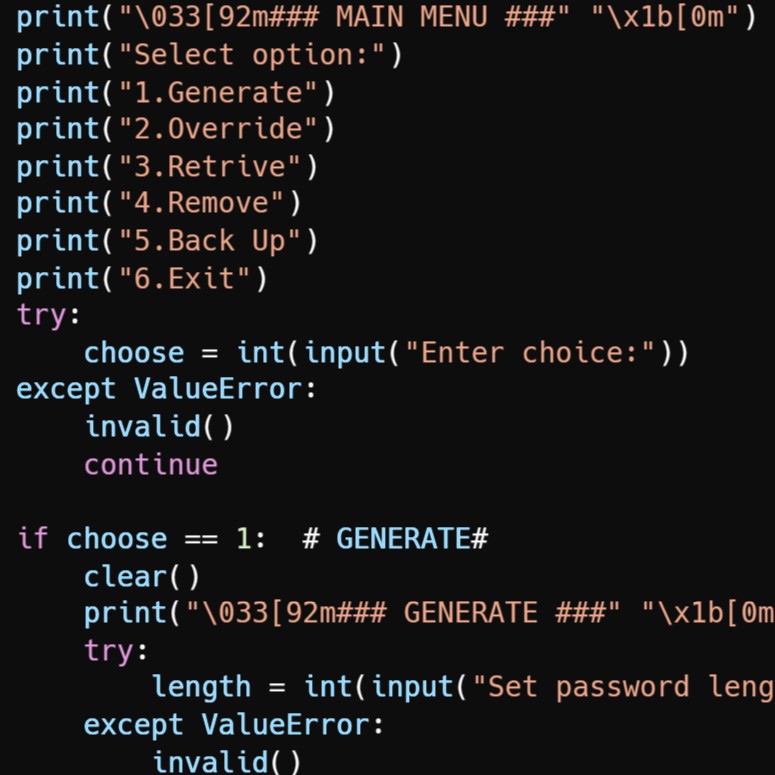 print("\033[92m### MAIN MENU ###" "\x1b[0m")
print("Select option:")
print("1.Generate")
print("2.Override")
print("3.Retrive")
print("4.Remove")
print("5.Back Up")
print("6.Exit")
try:
    choose = int(input("Enter choice:"))
except ValueError:
    invalid()
    continue

if choose == 1:  # GENERATE#
    clear()
    print("\033[92m### GENERATE ###" "\x1b[0m
    try:
        length = int(input("Set password leng
    except ValueError:
        invalid()